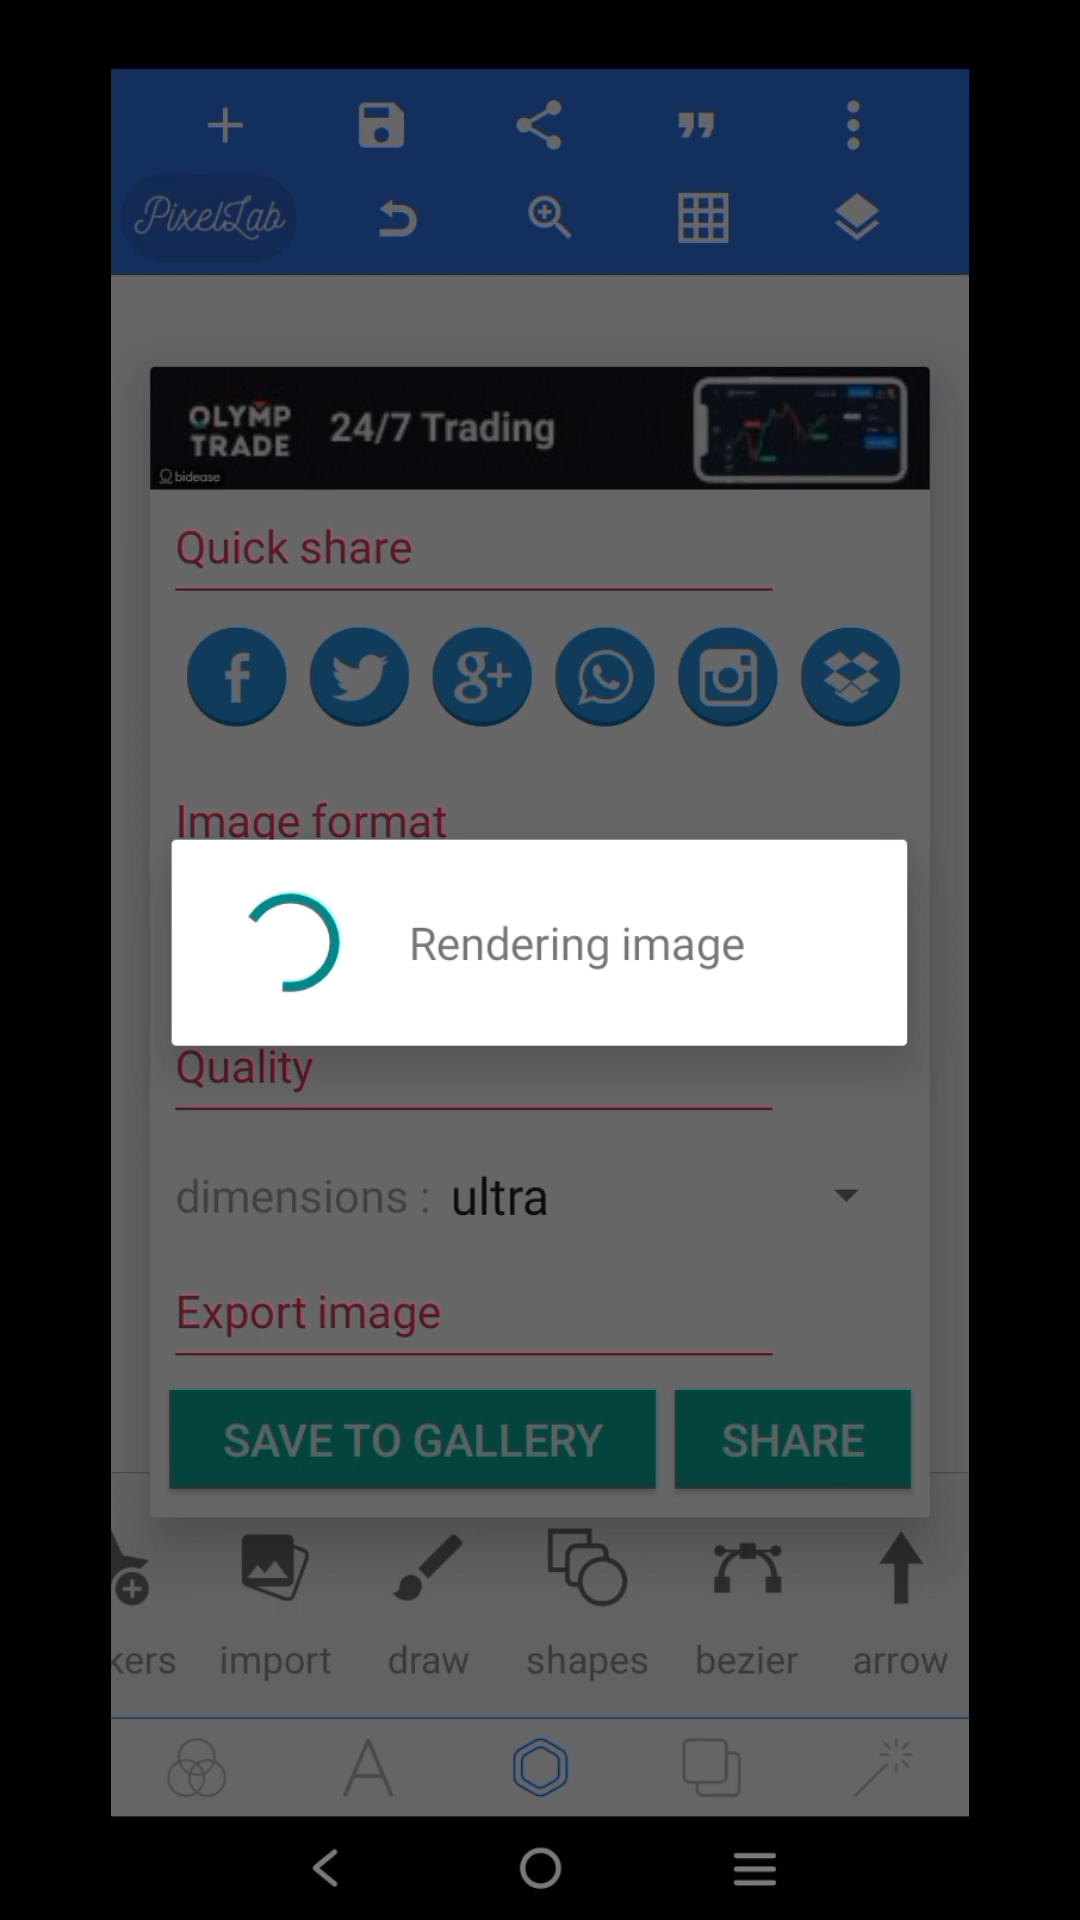 PixelLab
OLYMP
TRADE
24/7 Trading
bidease
Quick share
Image format
Rendering image
Quality
dimensions : ultra
Export image
SAVE TO GALLERY
SHARE
kers
import
draw
shapes
bezier
arrow